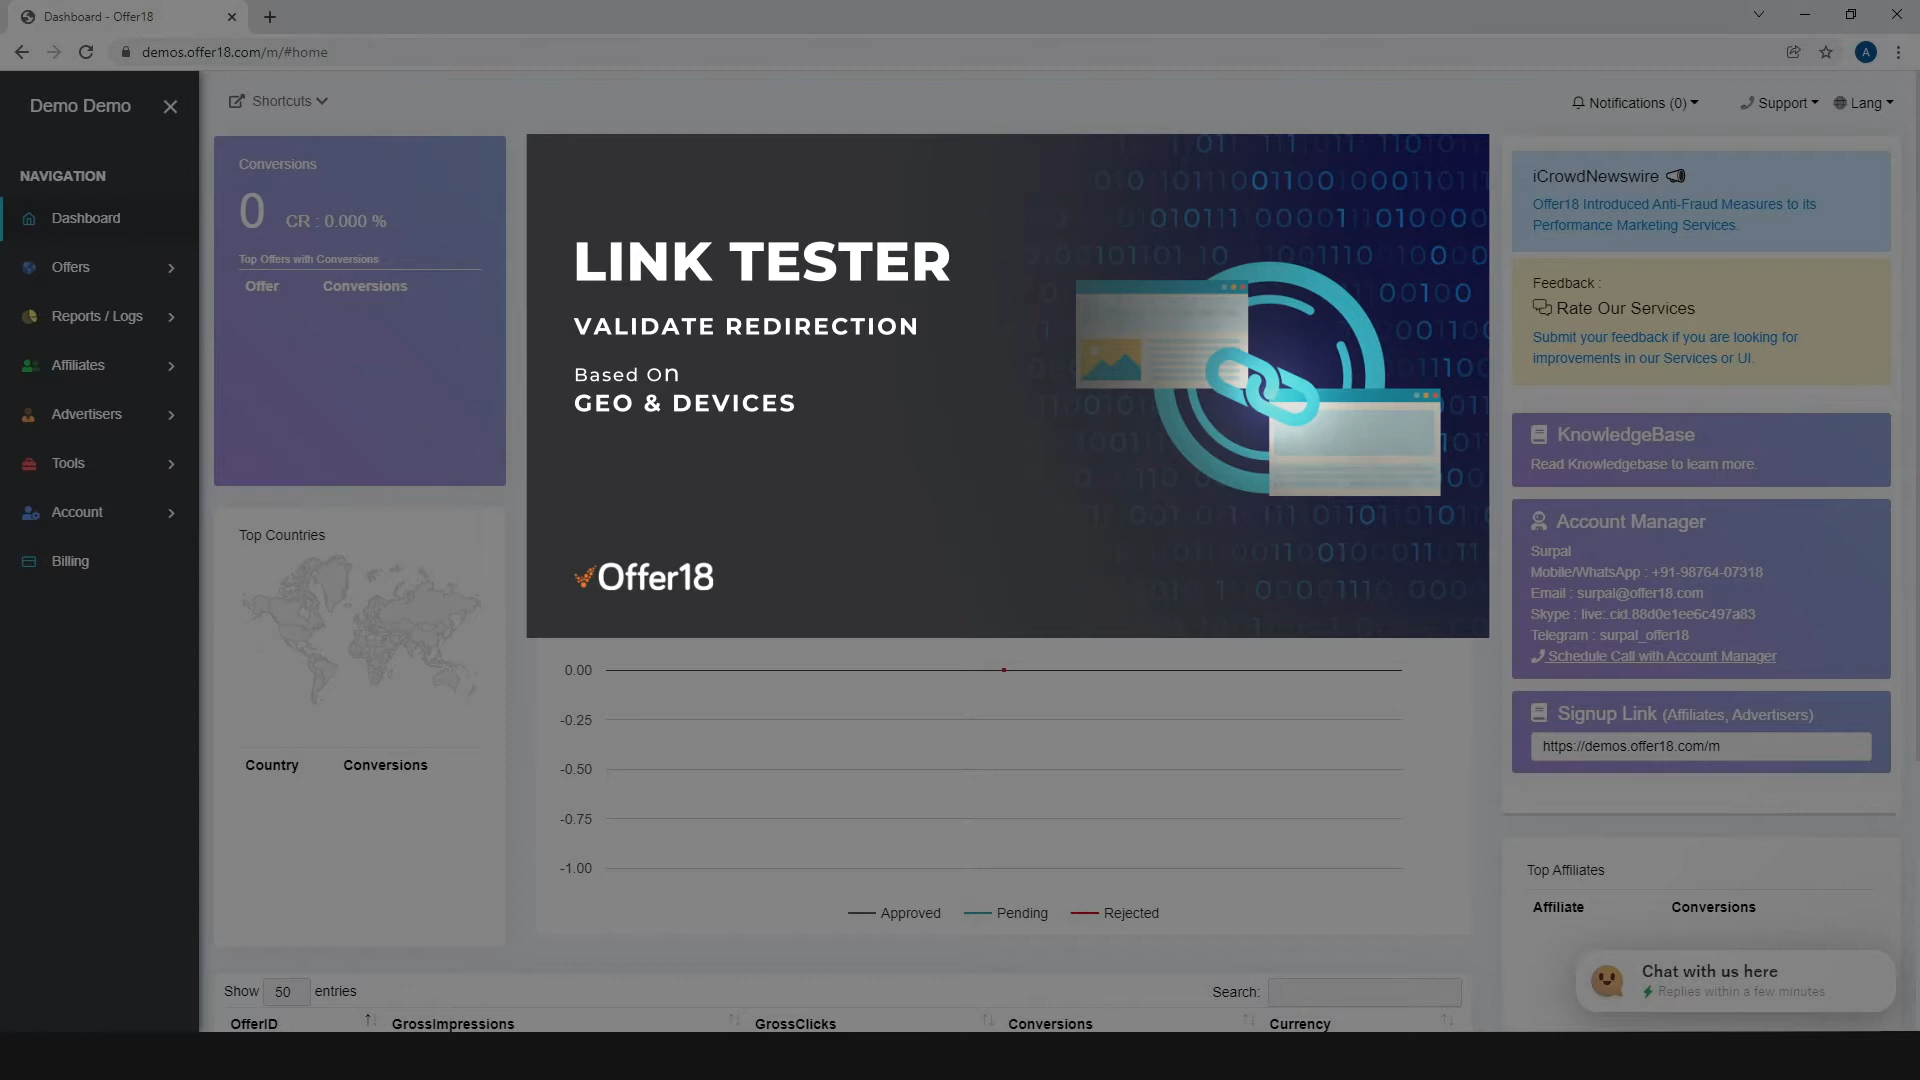 Dashboard - Offer18
demos.offer18.com/m/#home
A
Demo Demo
Shortcuts
Notifications (0)
Support
Lang
NAVIGATION
Dashboard
Offers
Reports / Logs
Affiliates
Advertisers
Tools
Account
Billing
Conversions
0 CR : 0.000 %
Top Offers with Conversions
Offer Conversions
Top Countries
Country Conversions
LINK TESTER
VALIDATE REDIRECTION
Based On
GEO & DEVICES
Offer18
0.00
-0.25
-0.50
-0.75
-1.00
Approved Pending Rejected
iCrowdNewswire
Offer18 Introduced Anti-Fraud Measures to its
Performance Marketing Services.
Feedback :
Rate Our Services
Submit your feedback if you are looking for
improvements in our Services or UI.
KnowledgeBase
Read Knowledgebase to learn more.
Account Manager
Surpal
Mobile/WhatsApp : +91-98764-07318
Email : surpal@offer18.com
Skype : live:.cid.88d0e1ee6c497a83
Telegram : surpal_offer18
Schedule Call with Account Manager
Signup Link (Affiliates, Advertisers)
https://demos.offer18.com/m
Top Affiliates
Affiliate Conversions
Chat with us here
Replies within a few minutes
Show 50 entries
Search:
OfferID GrossImpressions GrossClicks Conversions Currency